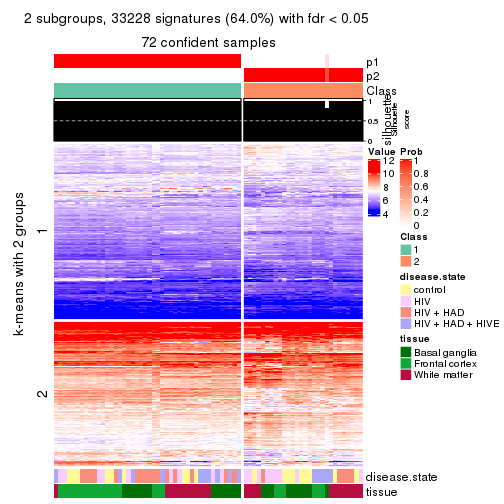 2 subgroups, 33228 signatures (64.0%) with fdr < 0.05
72 confident samples
p1
p2
Class
1
0.5
0
silhouette
Silhouette
score
k-means with 2 groups
1
2
Value
12
10
8
6
4
Prob
1
0.8
0.6
0.4
0.2
0
Class
1
2
disease.state
control
HIV
HIV + HAD
HIV + HAD + HIVE
tissue
Basal ganglia
Frontal cortex
White matter
disease.state
tissue